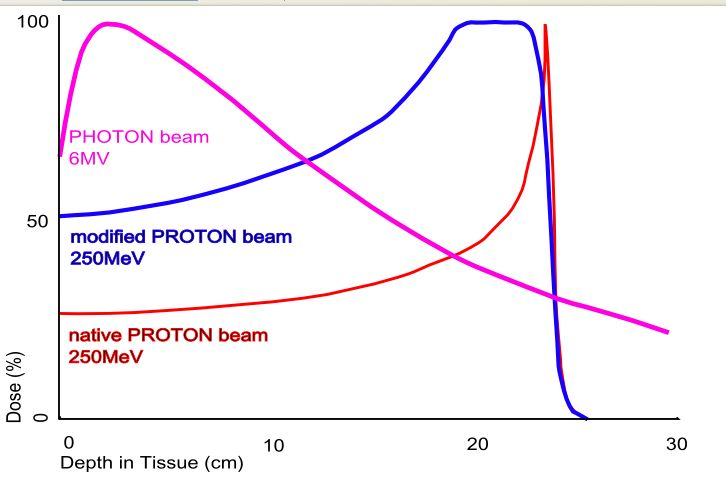 100
PHOTON beam
6MV
50
modified PROTON beam
250MeV
native PROTON beam
250MeV
Dose (%)
0
0 10 20 30
Depth in Tissue (cm)